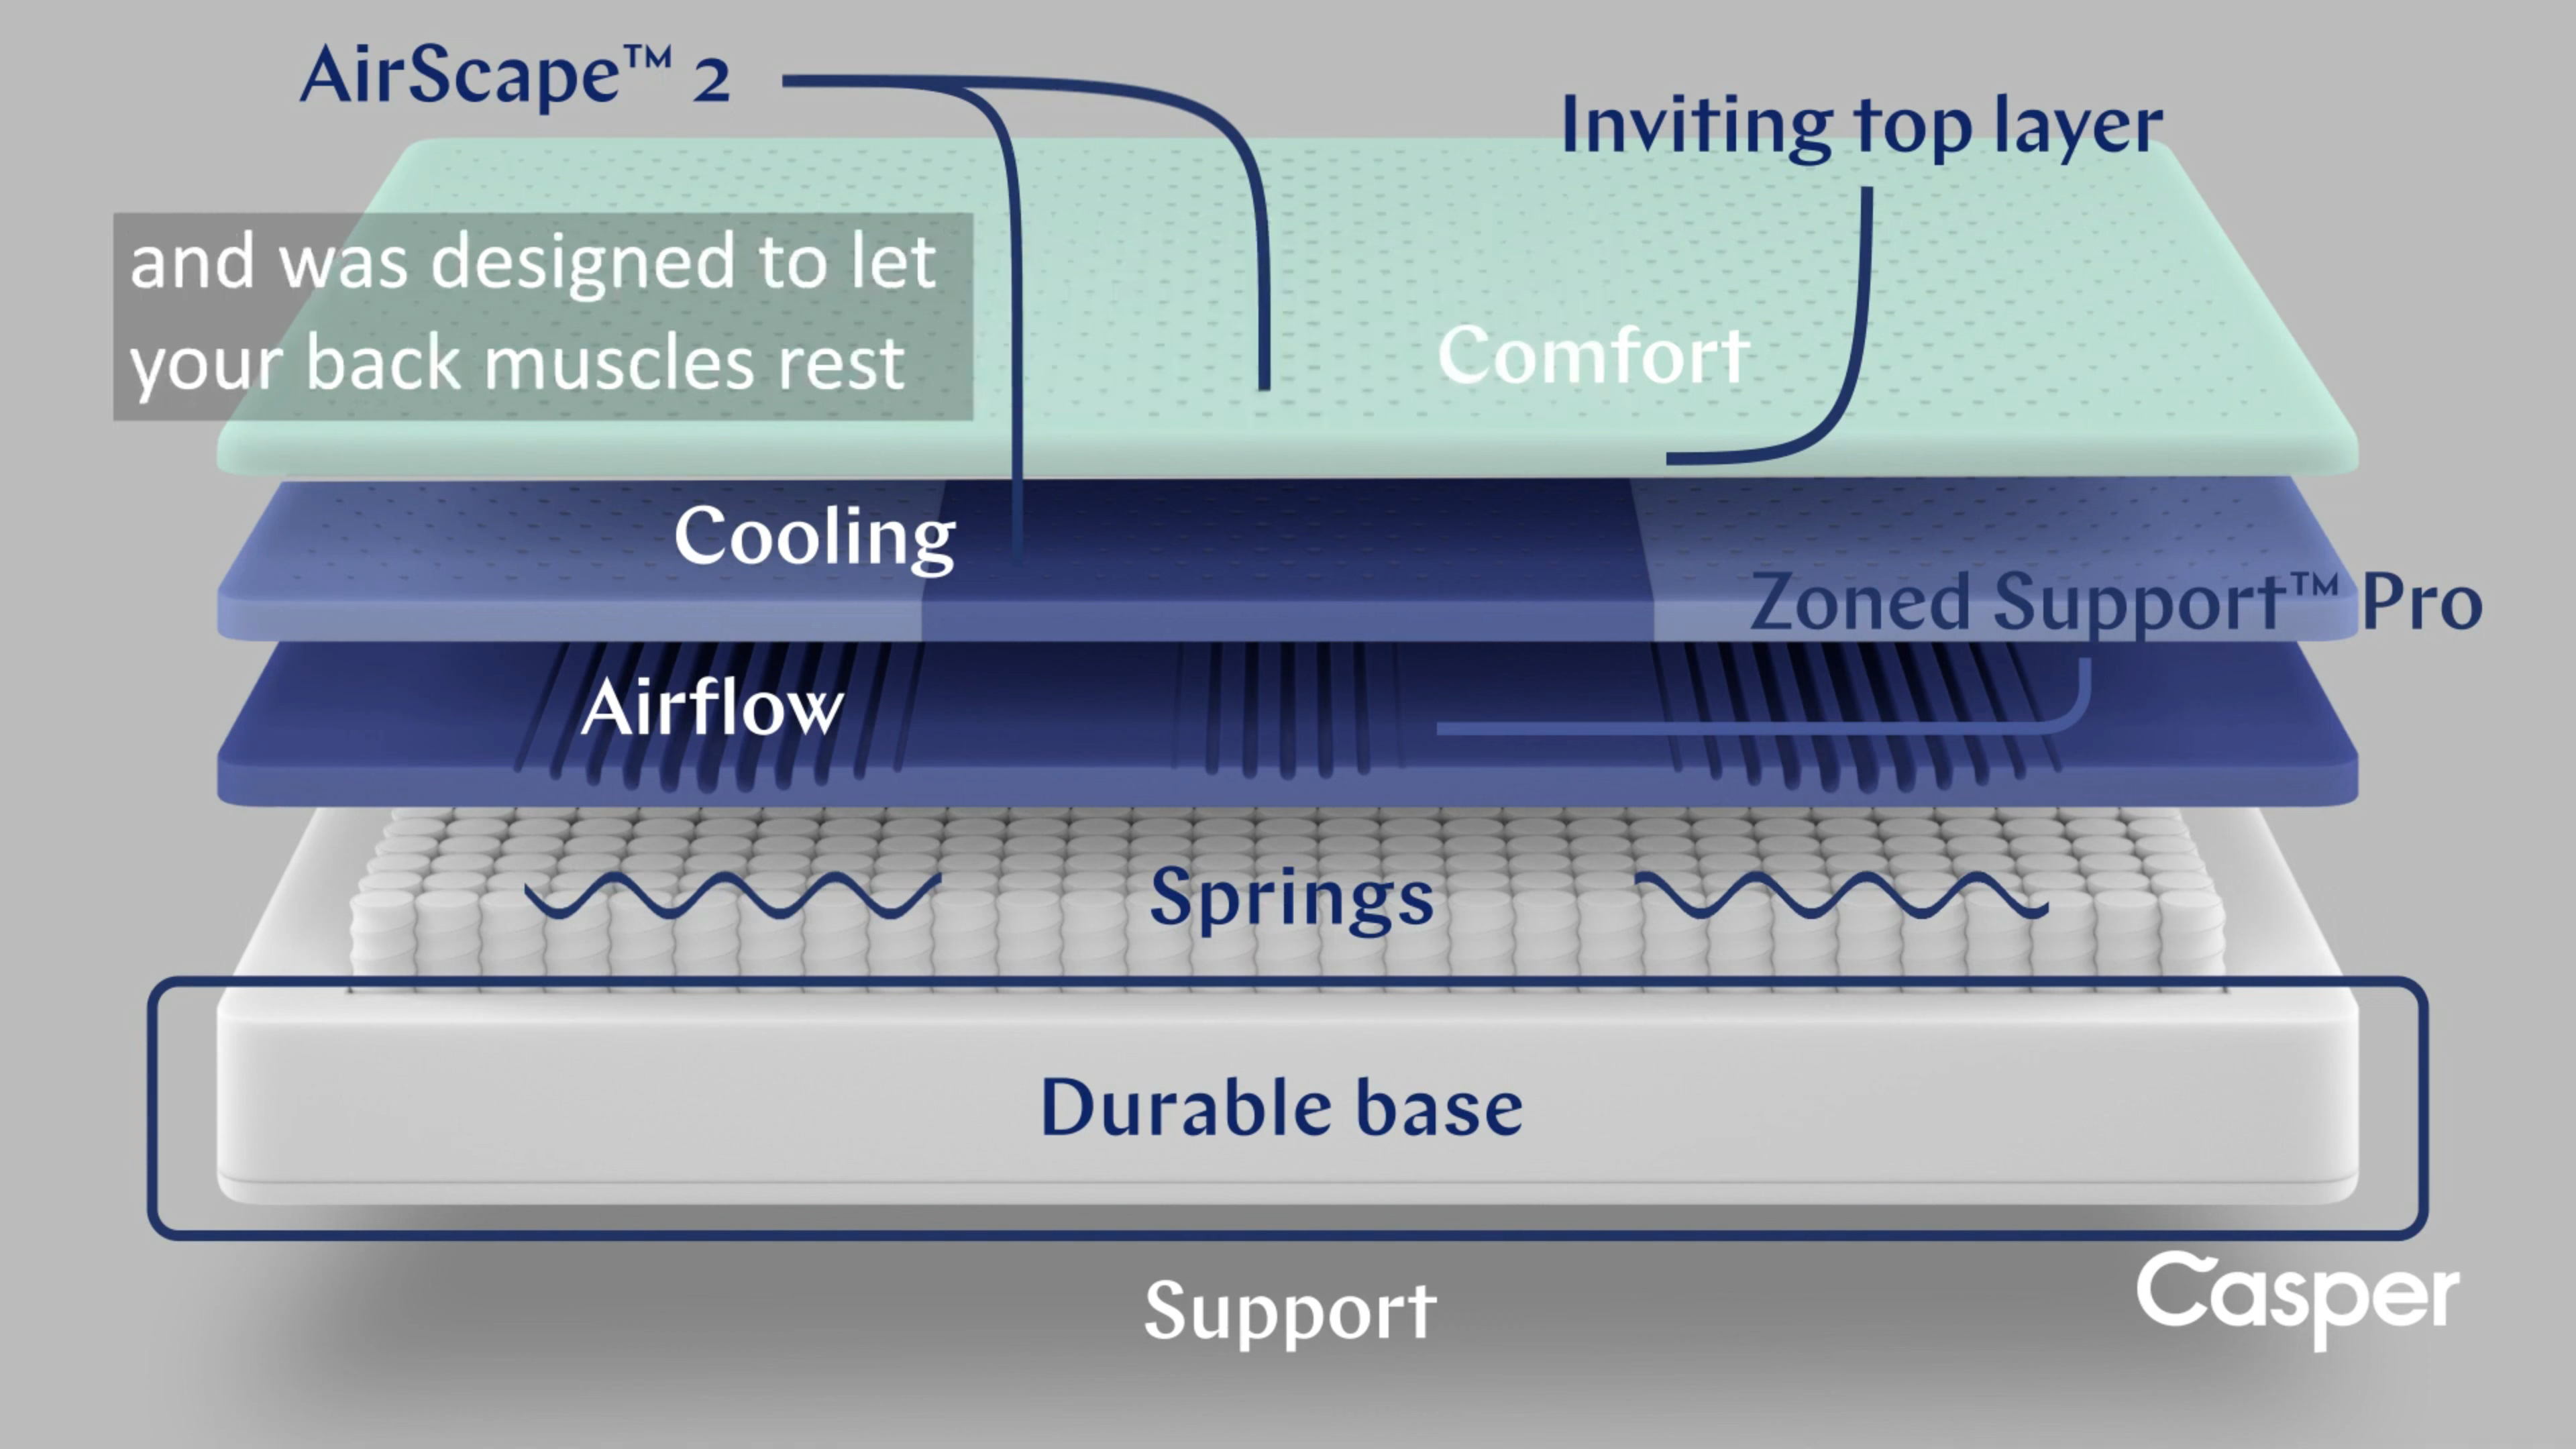 AirScape™ 2
Inviting top layer
and was designed to let
your back muscles rest
Comfort
Cooling
Zoned Support™ Pro
Airflow
Springs
Durable base
Casper
Support